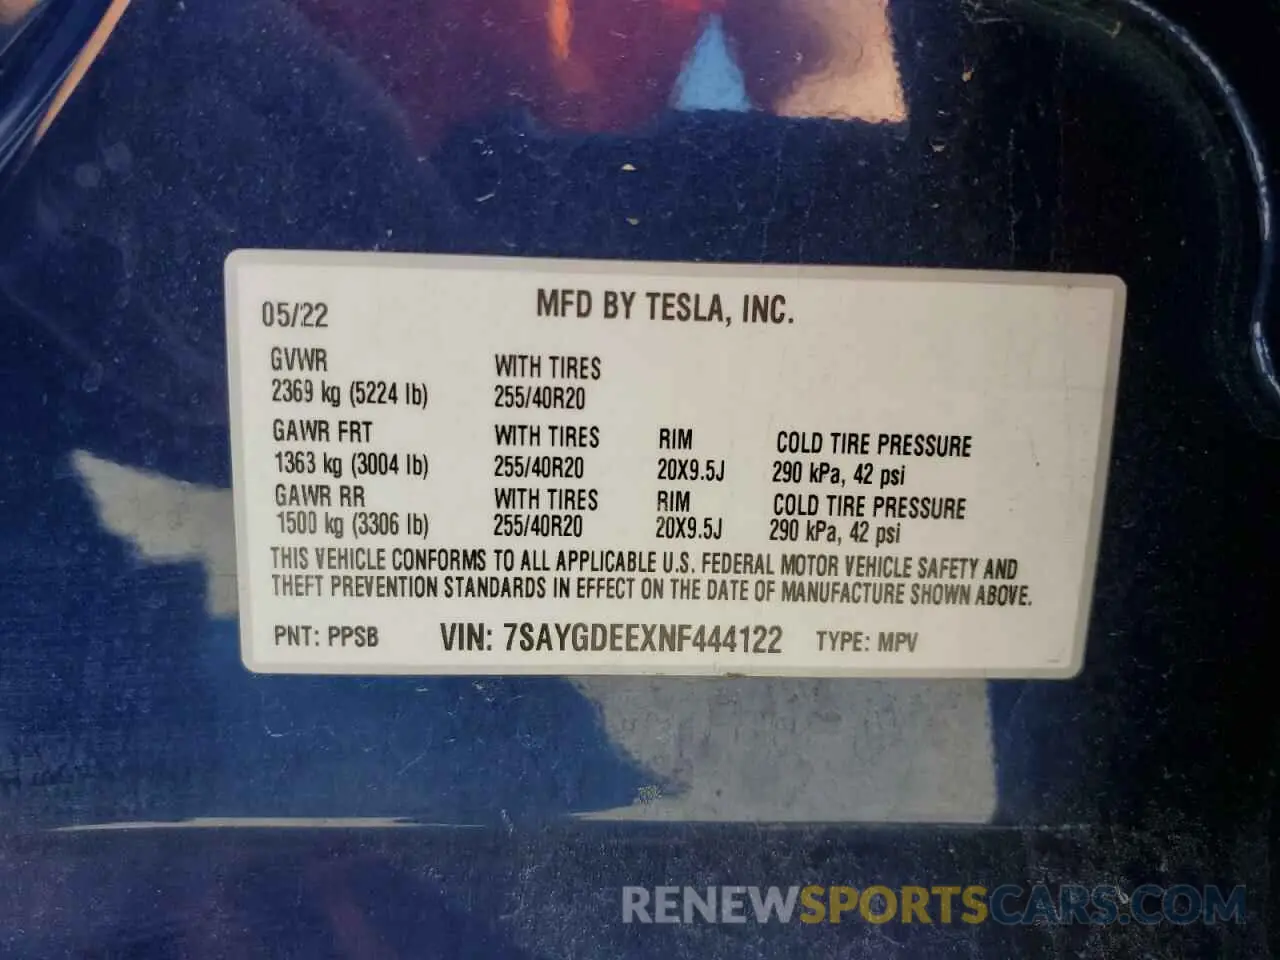 05/22 MFD BY TESLA, INC.
GVWR WITH TIRES
2369 kg (5224 lb) 255/40R20
GAWR FRT WITH TIRES RIM COLD TIRE PRESSURE
1363 kg (3004 lb) 255/40R20 20X9.5J 290 kPa, 42 psi
GAWR RR WITH TIRES RIM COLD TIRE PRESSURE
1500 kg (3306 lb) 255/40R20 20X9.5J 290 kPa, 42 psi
THIS VEHICLE CONFORMS TO ALL APPLICABLE U.S. FEDERAL MOTOR VEHICLE SAFETY AND
THEFT PREVENTION STANDARDS IN EFFECT ON THE DATE OF MANUFACTURE SHOWN ABOVE.
PNT: PPSB VIN: 7SAYGDEEXNF444122 TYPE: MPV
RENEWSPORTSCARS.COM